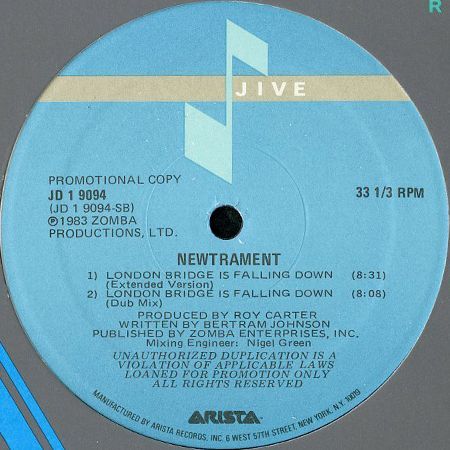 R
JIVE
PROMOTIONAL COPY
JD 1 9094
(JD 1 9094-SB)
℗1983 ZOMBA
PRODUCTIONS, LTD.
33 1/3 RPM
NEWTRAMENT
1) LONDON BRIDGE IS FALLING DOWN (8:31)
(Extended Version)
2) LONDON BRIDGE IS FALLING DOWN (8:08)
(Dub Mix)
PRODUCED BY ROY CARTER
WRITTEN BY BERTRAM JOHNSON
PUBLISHED BY ZOMBA ENTERPRISES, INC.
Mixing Engineer: Nigel Green
UNAUTHORIZED DUPLICATION IS A
VIOLATION OF APPLICABLE LAWS
LOANED FOR PROMOTION ONLY
ALL RIGHTS RESERVED
ARISTA
MANUFACTURED BY ARISTA RECORDS, INC. 6 WEST 57TH STREET, NEW YORK, N.Y. 10019